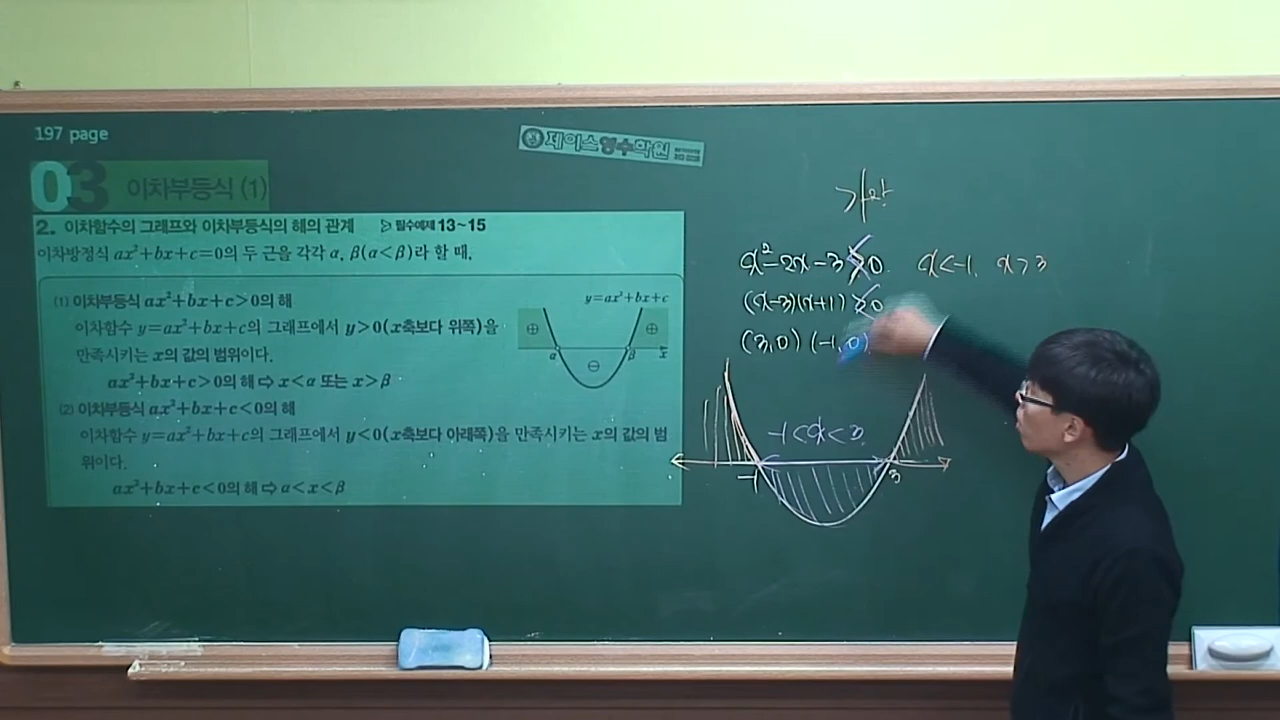 197 page
제이스영수학원
03 이차부등식 (1)
2. 이차함수의 그래프와 이차부등식의 해의 관계 ▷ 필수예제 13~15
이차방정식 ax²+bx+c=0의 두 근을 각각 α, β(α<β)라 할 때,
(1) 이차부등식 ax²+bx+c>0의 해
이차함수 y=ax²+bx+c의 그래프에서 y>0(x축보다 위쪽)을
만족시키는 x의 값의 범위이다.
ax²+bx+c>0의 해 ⇨ x<α 또는 x>β
(2) 이차부등식 ax²+bx+c<0의 해
이차함수 y=ax²+bx+c의 그래프에서 y<0(x축보다 아래쪽)을 만족시키는 x의 값의 범
위이다.
ax²+bx+c<0의 해 ⇨ α<x<β
y=ax²+bx+c
⊕ ⊕
α β x
⊖
x²-2x-3>0 x<-1, x>3
(x-3)(x+1)>0
(3,0) (-1,0)
-1<x<3
-1 3